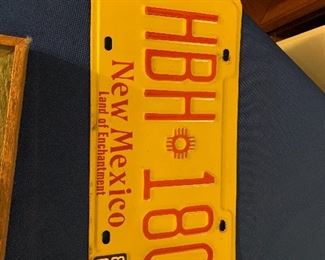 HBH 180
New Mexico
Land of Enchantment